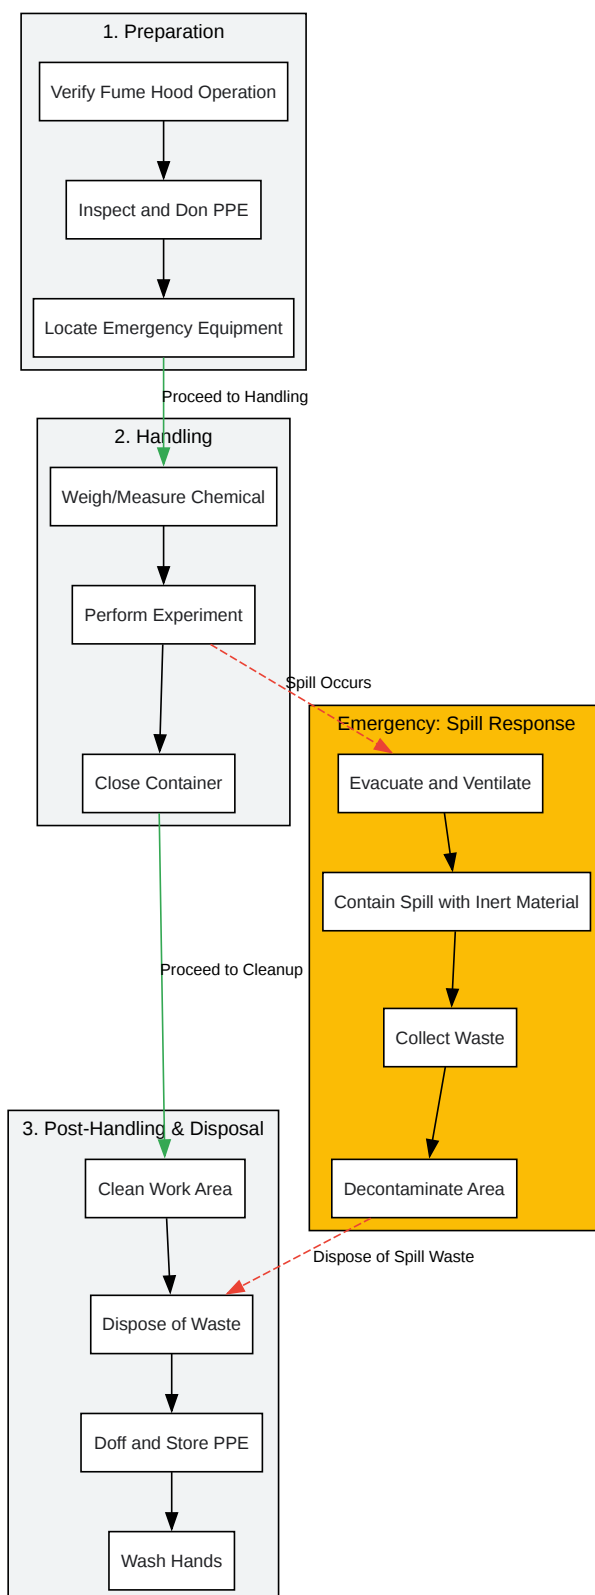 1. Preparation
Verify Fume Hood Operation
Inspect and Don PPE
Locate Emergency Equipment
Proceed to Handling
2. Handling
Weigh/Measure Chemical
Perform Experiment
Spill Occurs
Close Container
Emergency: Spill Response
Evacuate and Ventilate
Contain Spill with Inert Material
Collect Waste
Decontaminate Area
Proceed to Cleanup
3. Post-Handling & Disposal
Clean Work Area
Dispose of Spill Waste
Dispose of Waste
Doff and Store PPE
Wash Hands